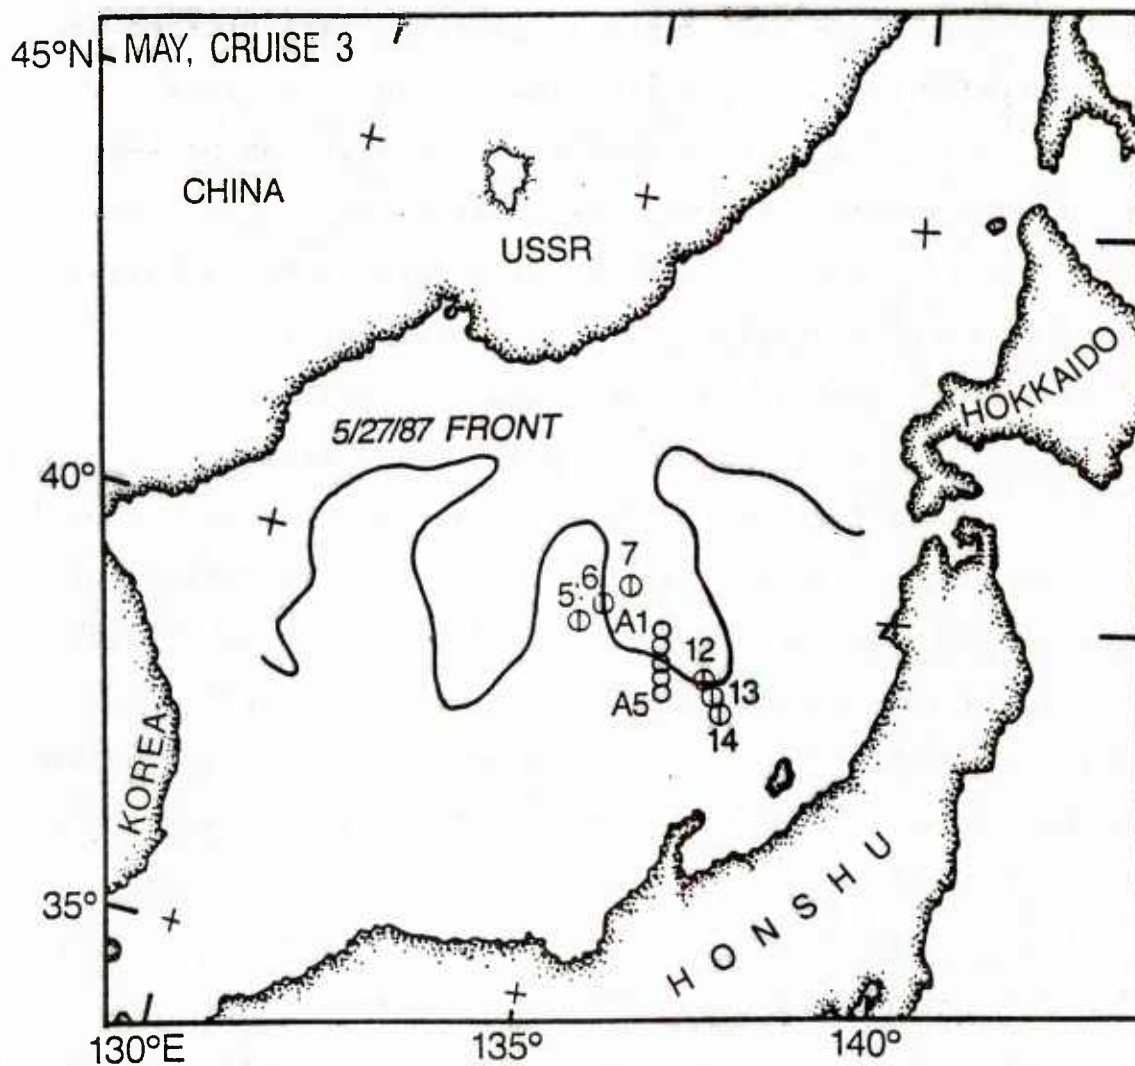 45°N
MAY, CRUISE 3
CHINA
USSR
HOKKAIDO
5/27/87 FRONT
40°
7
6
5
A1
12
13
A5
14
KOREA
35°
HONSHU
130°E
135°
140°